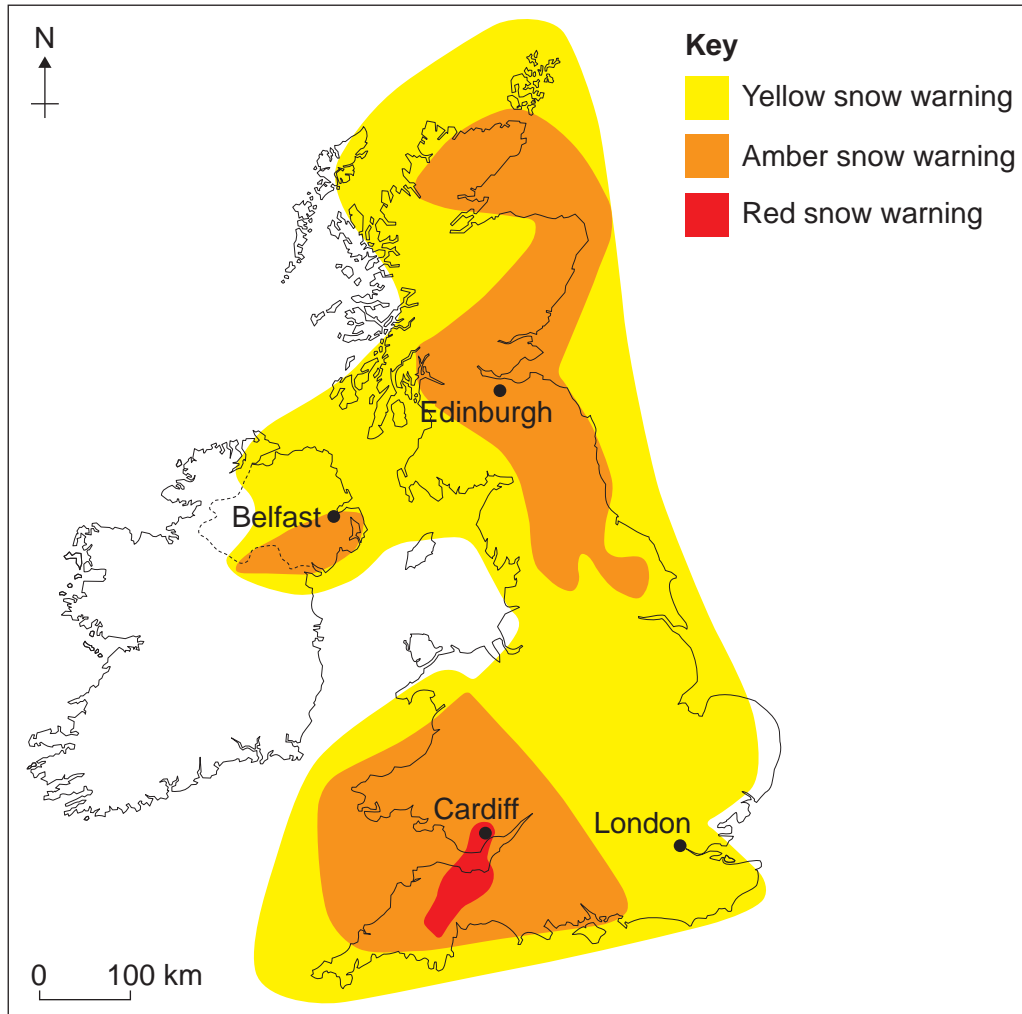 N
Key
Yellow snow warning
Amber snow warning
Red snow warning
Edinburgh
Belfast
Cardiff
London
0 100 km